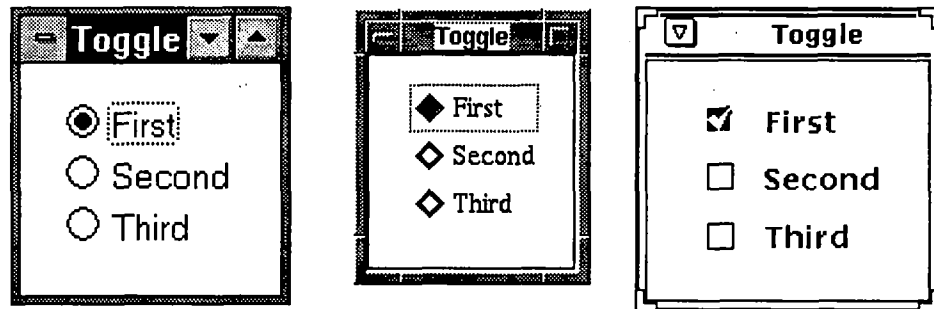 Toggle
First
Second
Third
Toggle
First
Second
Third
Toggle
First
Second
Third